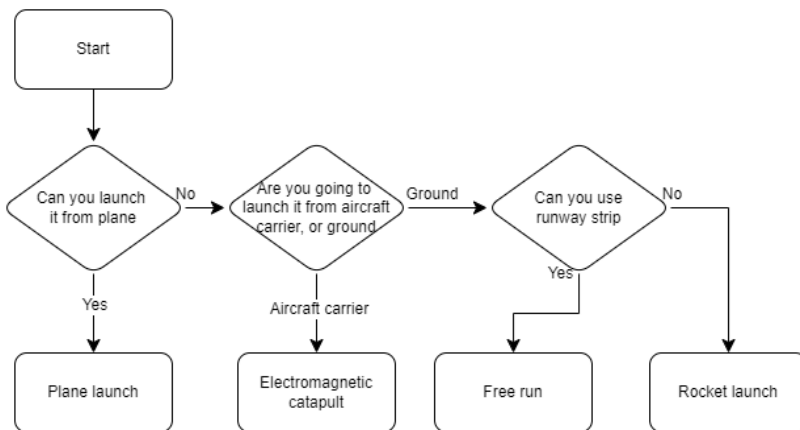 Start
Can you launch
it from plane
No
Are you going to
launch it from aircraft
carrier, or ground
Ground
Can you use
runway strip
No
Yes
Aircraft carrier
Yes
Plane launch
Electromagnetic
catapult
Free run
Rocket launch